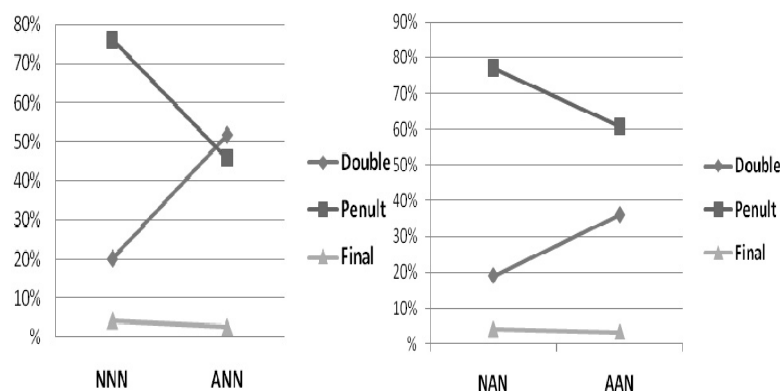 80%
70%
60%
50%
40%
30%
20%
10%
%
NNN ANN
Double
Penult
Final
90%
80%
70%
60%
50%
40%
30%
20%
10%
%
NAN AAN
Double
Penult
Final